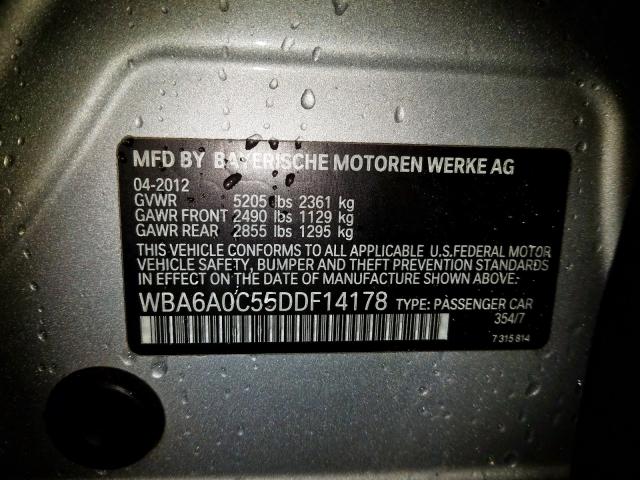 MFD BY BAYERISCHE MOTOREN WERKE AG
04-2012
GVWR 5205 lbs 2361 kg
GAWR FRONT 2490 lbs 1129 kg
GAWR REAR 2855 lbs 1295 kg
THIS VEHICLE CONFORMS TO ALL APPLICABLE U.S.FEDERAL MOTOR
VEHICLE SAFETY, BUMPER AND THEFT PREVENTION STANDARDS
IN EFFECT ON THE DATE OF MANUFACTURE SHOWN ABOVE.
WBA6A0C55DDF14178 TYPE: PASSENGER CAR
354/7
7 315 814